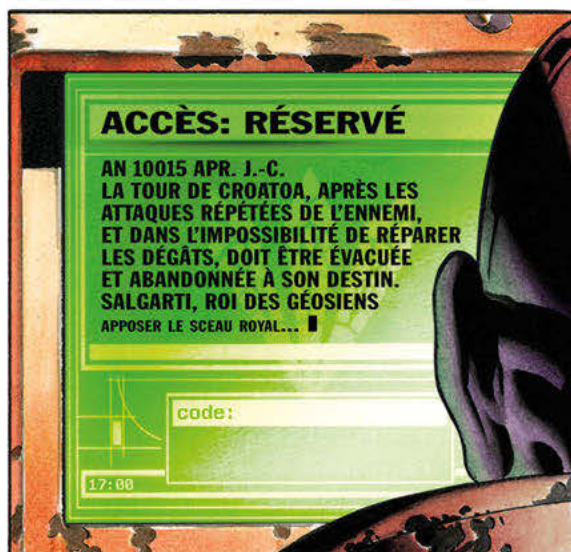 ACCÈS: RÉSERVÉ
AN 10015 APR. J.-C.
LA TOUR DE CROATOA, APRÈS LES
ATTAQUES RÉPÉTÉES DE L'ENNEMI,
ET DANS L'IMPOSSIBILITÉ DE RÉPARER
LES DÉGÂTS, DOIT ÊTRE ÉVACUÉE
ET ABANDONNÉE À SON DESTIN.
SALGARTI, ROI DES GÉOSIENS
APPOSER LE SCEAU ROYAL...
code:
17:00